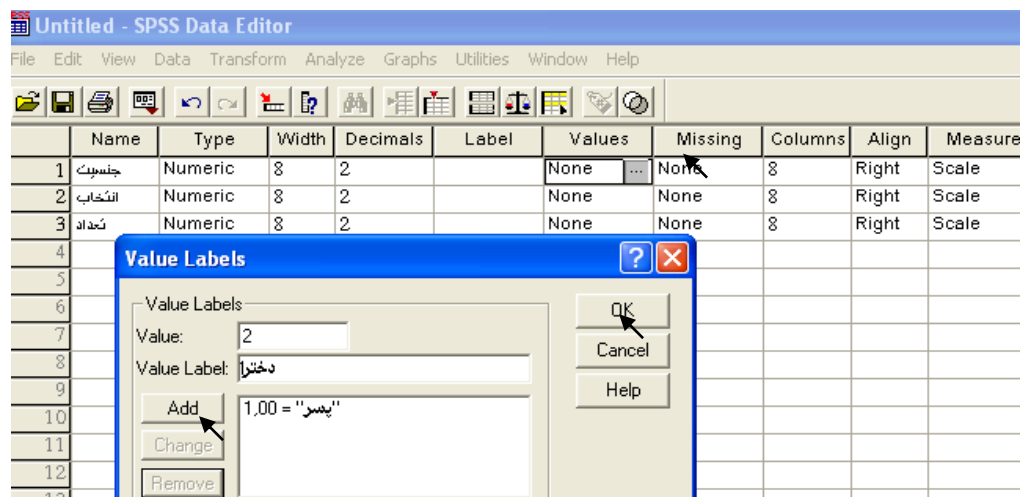 Untitled - SPSS Data Editor
File Edit View Data Transform Analyze Graphs Utilities Window Help
Name Type Width Decimals Label Values Missing Columns Align Measure
1 جنسیت Numeric 8 2 None ... None 8 Right Scale
2 انتخاب Numeric 8 2 None None 8 Right Scale
3 تعداد Numeric 8 2 None None 8 Right Scale
4
5
6
7
8
9
10
11
12
Value Labels
Value Labels
Value: 2
Value Label: دختر
Add
Change
Remove
1,00 = "پسر"
OK
Cancel
Help